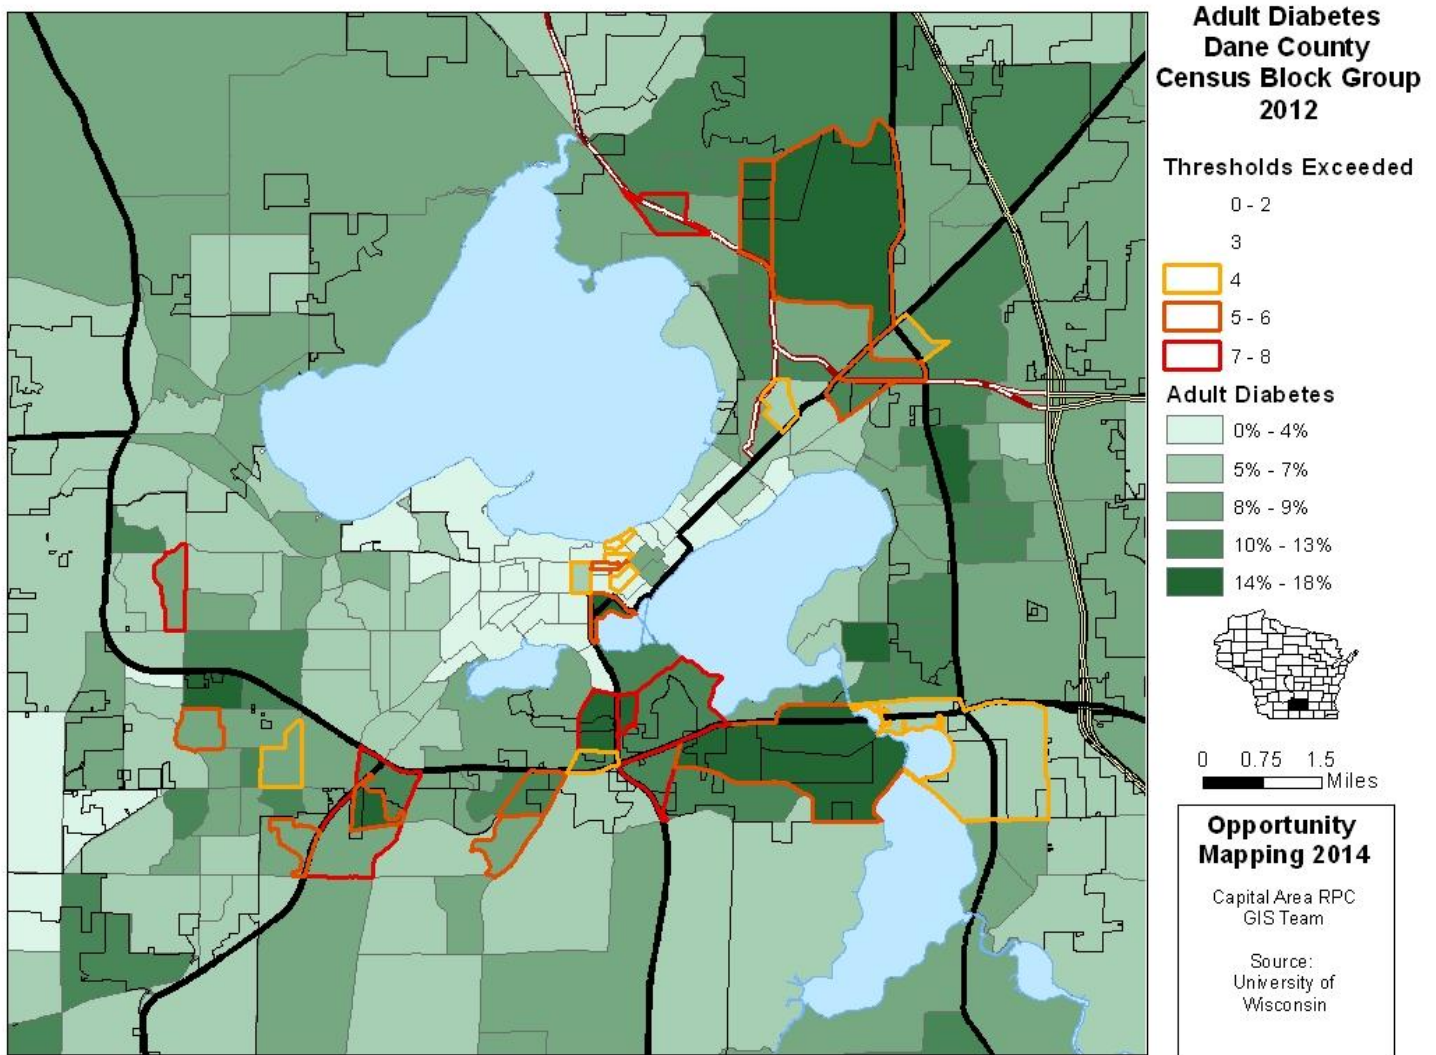 Adult Diabetes
Dane County
Census Block Group
2012
Thresholds Exceeded
0 - 2
3
4
5 - 6
7 - 8
Adult Diabetes
0% - 4%
5% - 7%
8% - 9%
10% - 13%
14% - 18%
0 0.75 1.5
Miles
Opportunity
Mapping 2014
Capital Area RPC
GIS Team
Source:
University of
Wisconsin